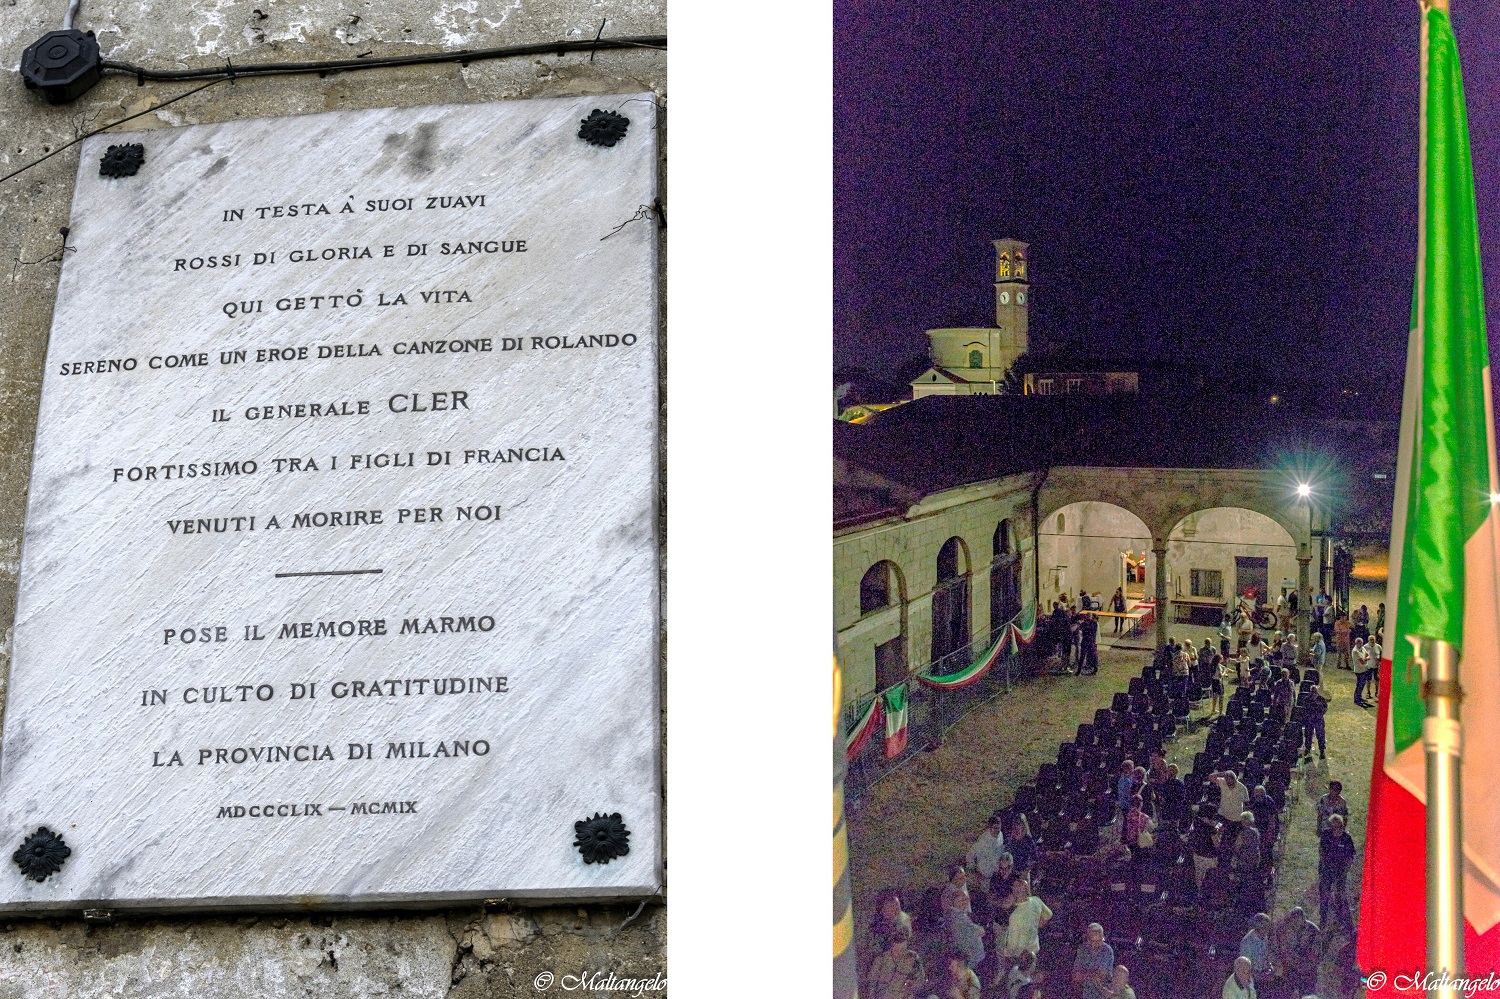 IN TESTA À SUOI ZUAVI
ROSSI DI GLORIA E DI SANGUE
QUI GETTÒ LA VITA
SERENO COME UN EROE DELLA CANZONE DI ROLANDO
IL GENERALE CLER
FORTISSIMO TRA I FIGLI DI FRANCIA
VENUTI A MORIRE PER NOI
POSE IL MEMORE MARMO
IN CULTO DI GRATITUDINE
LA PROVINCIA DI MILANO
MDCCCLIX — MCMIX
© Maltangelo
© Maltangelo